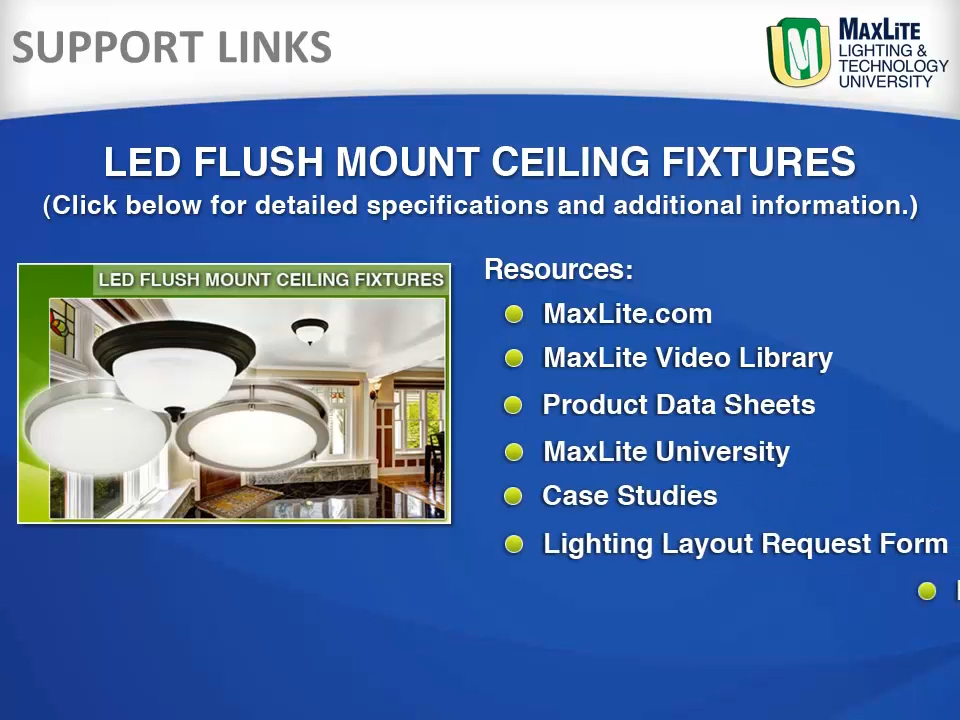 SUPPORT LINKS
MAXLITE
LIGHTING &
TECHNOLOGY
UNIVERSITY
LED FLUSH MOUNT CEILING FIXTURES
(Click below for detailed specifications and additional information.)
LED FLUSH MOUNT CEILING FIXTURES
Resources:
MaxLite.com
MaxLite Video Library
Product Data Sheets
MaxLite University
Case Studies
Lighting Layout Request Form